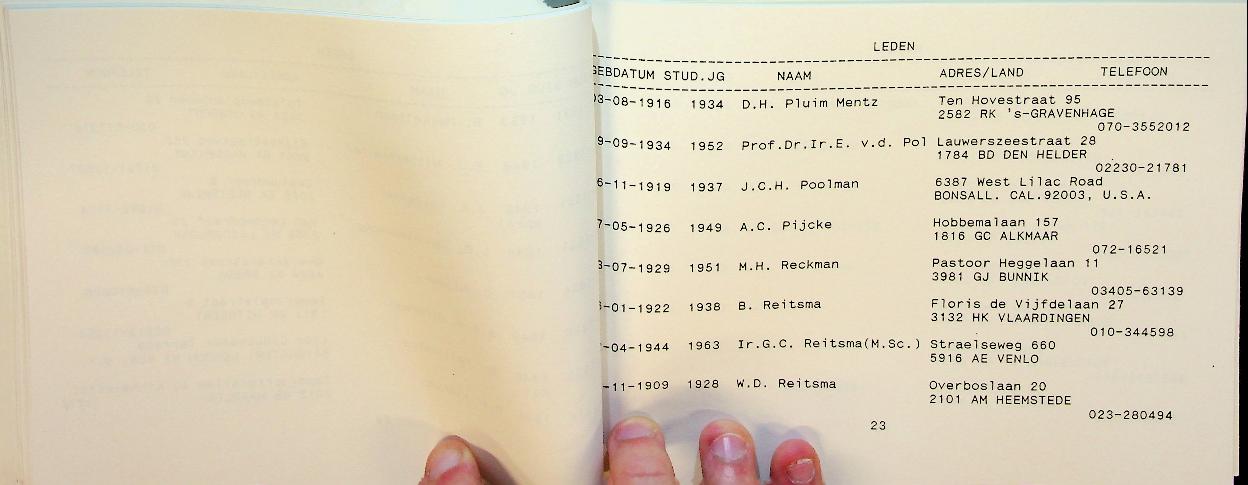 LEDEN
GEBDATUM STUD.JG NAAM ADRES/LAND TELEFOON
03-08-1916 1934 D.H. Pluim Mentz Ten Hovestraat 95
2582 RK 's-GRAVENHAGE
070-3552012
9-09-1934 1952 Prof.Dr.Ir.E. v.d. Pol Lauwerszeestraat 28
1784 BD DEN HELDER
02230-21781
6-11-1919 1937 J.C.H. Poolman 6387 West Lilac Road
BONSALL. CAL.92003, U.S.A.
7-05-1926 1949 A.C. Pijcke Hobbemalaan 157
1816 GC ALKMAAR
072-16521
3-07-1929 1951 M.H. Reckman Pastoor Heggelaan 11
3981 GJ BUNNIK
03405-63139
-01-1922 1938 B. Reitsma Floris de Vijfdelaan 27
3132 HK VLAARDINGEN
010-344598
-04-1944 1963 Ir.G.C. Reitsma(M.Sc.) Straelseweg 660
5916 AE VENLO
-11-1909 1928 W.D. Reitsma Overboslaan 20
2101 AM HEEMSTEDE
023-280494
23